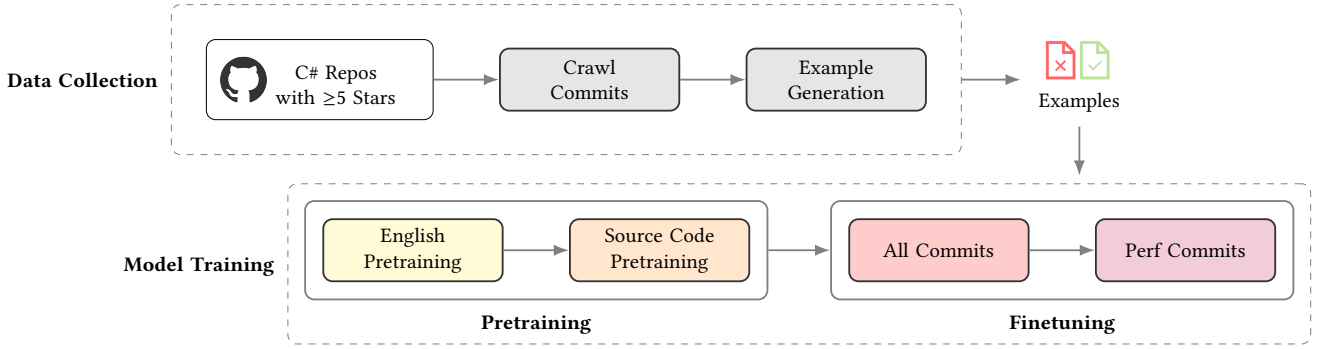 Data Collection
C# Repos
with ≥5 Stars
Crawl
Commits
Example
Generation
Examples
Model Training
English
Pretraining
Source Code
Pretraining
All Commits
Perf Commits
Pretraining
Finetuning